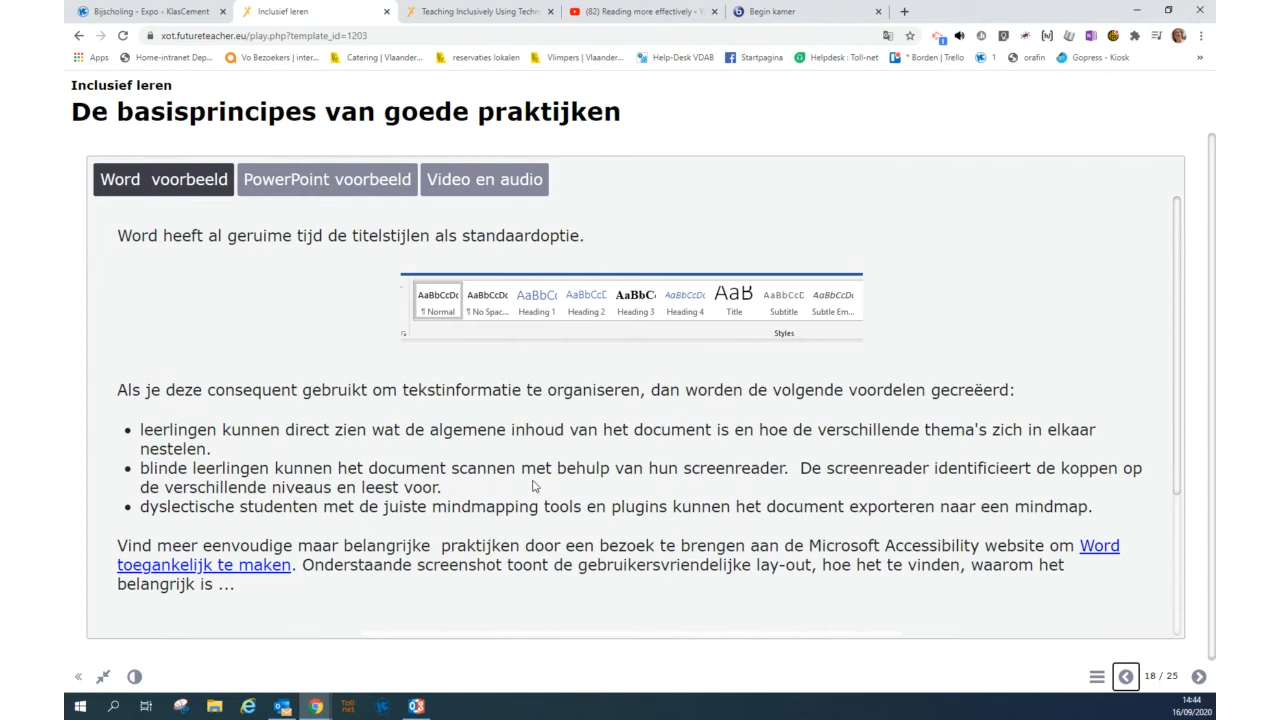 Bijscholing - Expo - KlasCement
Inclusief leren
Teaching Inclusively Using Techn
(82) Reading more effectively - Y
Begin kamer
xot.futureteacher.eu/play.php?template_id=1203
Apps
Home-intranet Dep...
Vo Bezoeken | inter...
Catering | Vlaander...
reservaties lokalen
Vlimpers | Vlaander...
Help-Desk VDAB
Startpagina
Helpdesk : Toll-net
* Borden | Trello
1
orafin
Gopress - Kiosk
»
Inclusief leren
De basisprincipes van goede praktijken
Word voorbeeld
PowerPoint voorbeeld
Video en audio
Word heeft al geruime tijd de titelstijlen als standaardoptie.
AaBbCcDc AaBbCcDc AaBbCc AaBbCcD AaBbC AaBbCcDc AaB AaBbCcD AaBbCcDc
¶ Normal ¶ No Spac... Heading 1 Heading 2 Heading 3 Heading 4 Title Subtitle Subtle Em...
Styles
Als je deze consequent gebruikt om tekstinformatie te organiseren, dan worden de volgende voordelen gecreëerd:
• leerlingen kunnen direct zien wat de algemene inhoud van het document is en hoe de verschillende thema's zich in elkaar
nestelen.
• blinde leerlingen kunnen het document scannen met behulp van hun screenreader. De screenreader identificieert de koppen op
de verschillende niveaus en leest voor.
• dyslectische studenten met de juiste mindmapping tools en plugins kunnen het document exporteren naar een mindmap.
Vind meer eenvoudige maar belangrijke praktijken door een bezoek te brengen aan de Microsoft Accessibility website om Word
toegankelijk te maken. Onderstaande screenshot toont de gebruikersvriendelijke lay-out, hoe het te vinden, waarom het
belangrijk is ...
«
18 / 25
Toll
net
14:44
16/09/2020